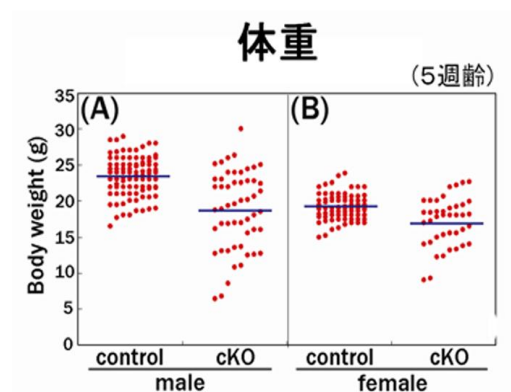 体重
(5週齢)
Body weight (g)
35
30
25
20
15
10
5
0
(A)
(B)
control
cKO
control
cKO
male
female